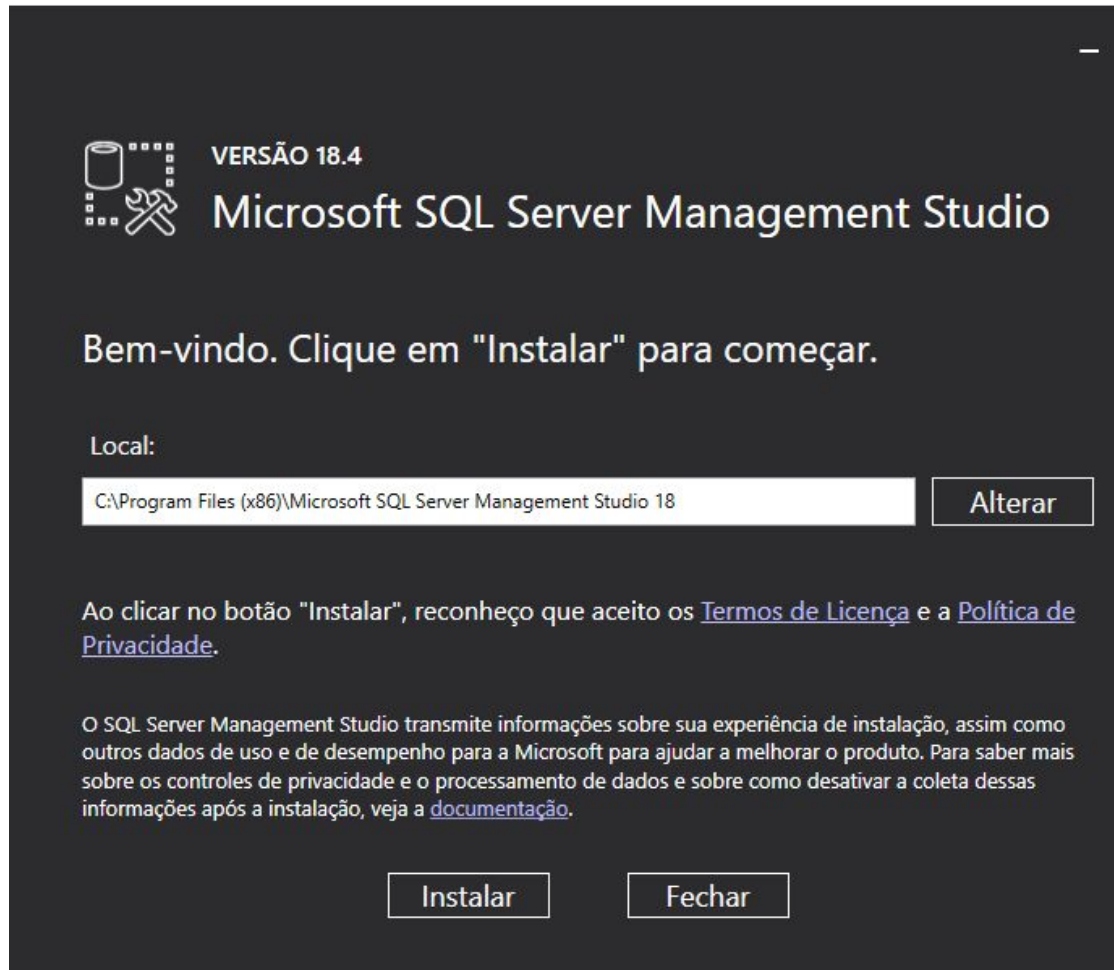 VERSÃO 18.4
Microsoft SQL Server Management Studio
Bem-vindo. Clique em "Instalar" para começar.
Local:
C:\Program Files (x86)\Microsoft SQL Server Management Studio 18
Alterar
Ao clicar no botão "Instalar", reconheço que aceito os Termos de Licença e a Política de
Privacidade.
O SQL Server Management Studio transmite informações sobre sua experiência de instalação, assim como
outros dados de uso e de desempenho para a Microsoft para ajudar a melhorar o produto. Para saber mais
sobre os controles de privacidade e o processamento de dados e sobre como desativar a coleta dessas
informações após a instalação, veja a documentação.
Instalar
Fechar